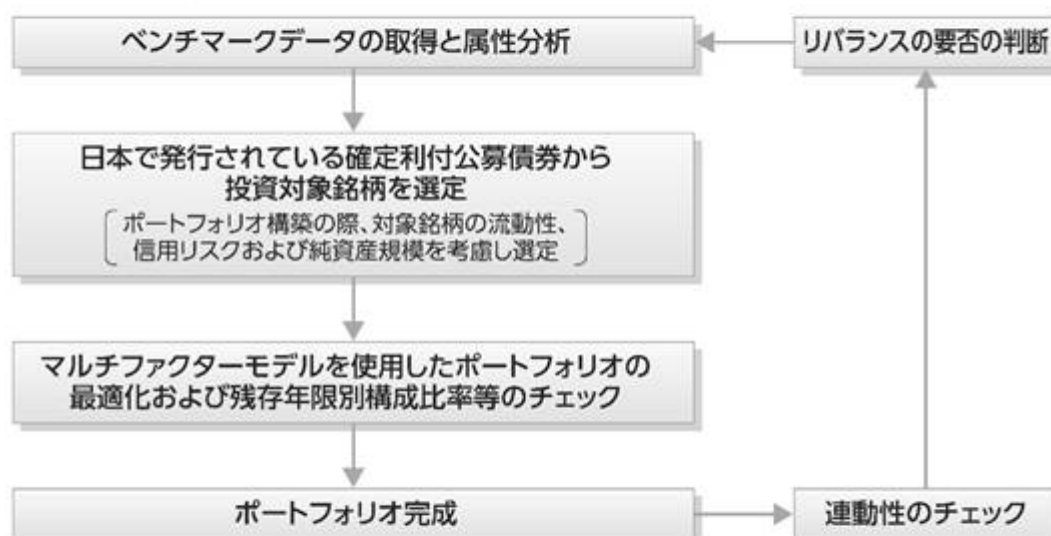 ベンチマークデータの取得と属性分析
リバランスの要否の判断
日本で発行されている確定利付公募債券から
投資対象銘柄を選定
ポートフォリオ構築の際、対象銘柄の流動性、
信用リスクおよび純資産規模を考慮し選定
マルチファクターモデルを使用したポートフォリオの
最適化および残存年限別構成比率等のチェック
ポートフォリオ完成
連動性のチェック